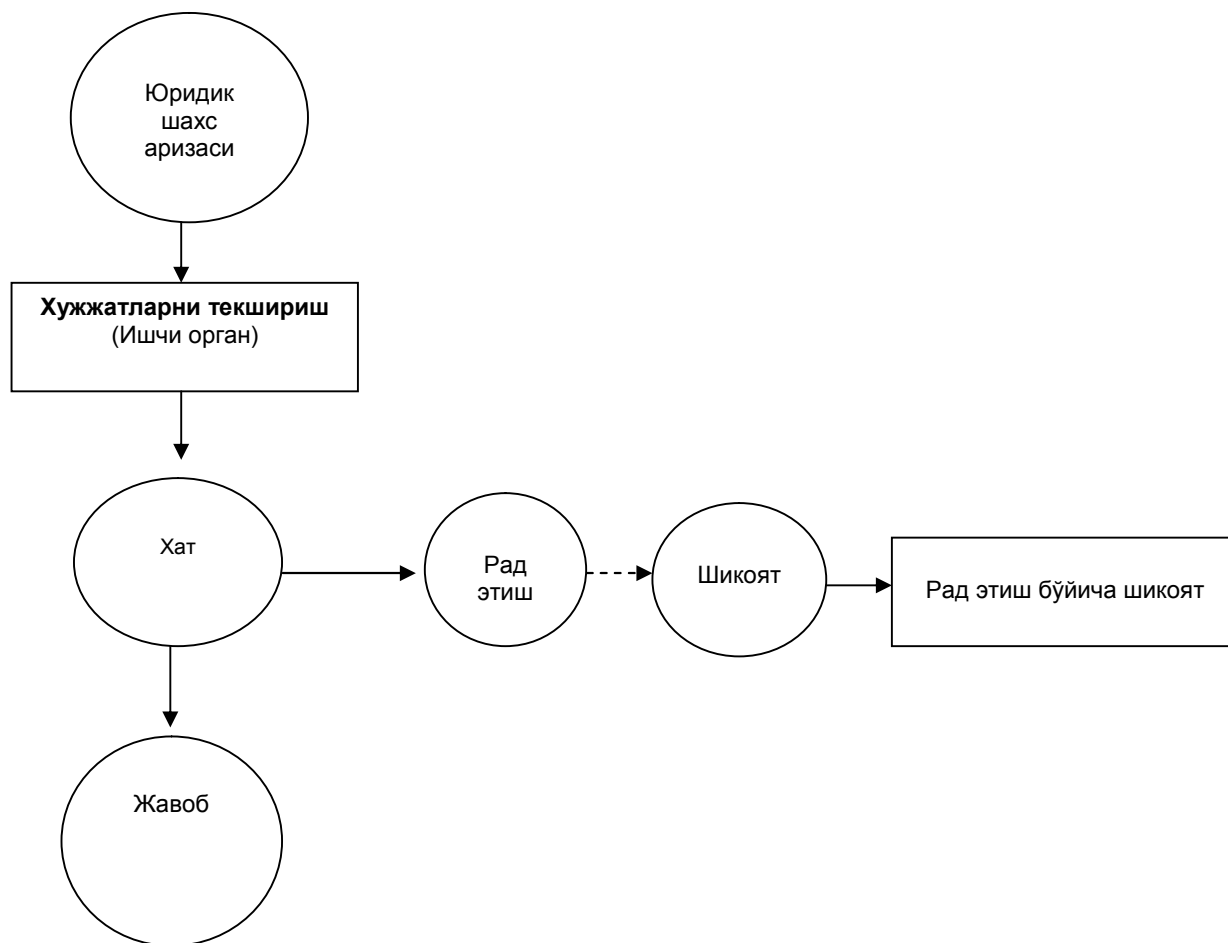 Юридик
шахс
аризаси
Хужжатларни текшириш
(Ишчи орган)
Хат
Рад
этиш
Шикоят
Рад этиш бўйича шикоят
Жавоб